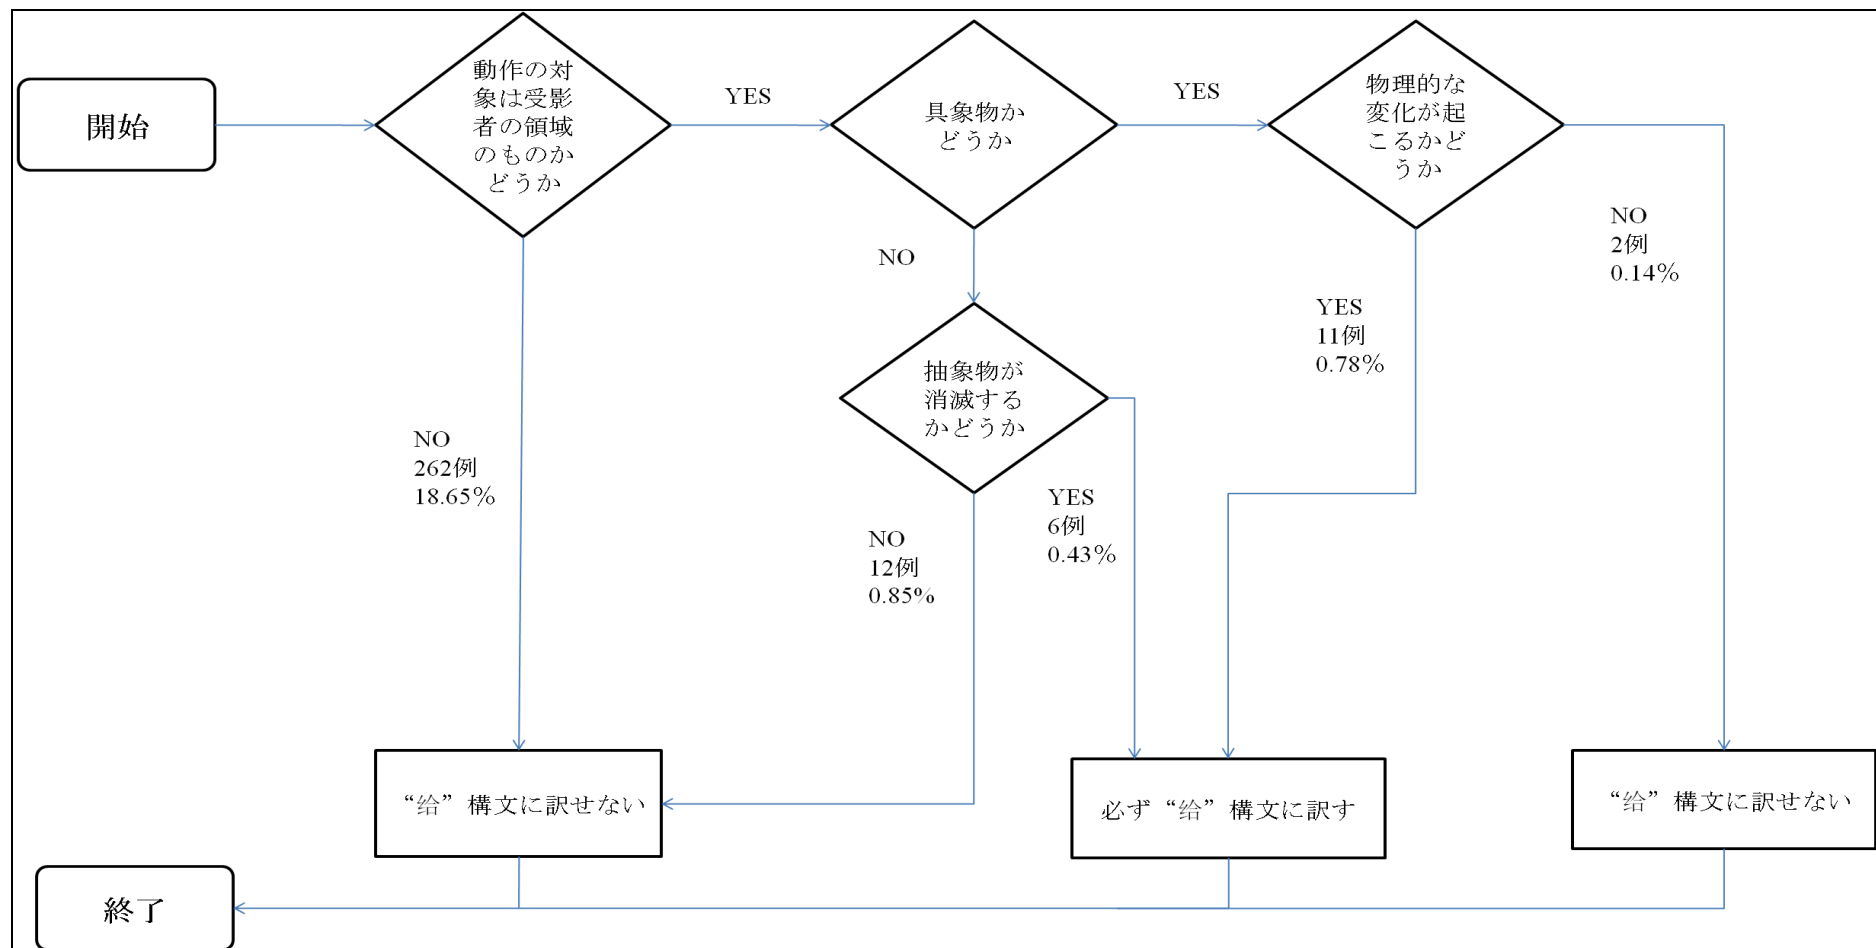 開始
動作の対
象は受影
者の領域
のものか
どうか
YES
具象物か
どうか
YES
物理的な
変化が起
こるかど
うか
NO
2例
0.14%
NO
YES
11例
0.78%
抽象物が
消滅する
かどうか
NO
262例
18.65%
YES
6例
0.43%
NO
12例
0.85%
“给”構文に訳せない
必ず“给”構文に訳す
“给”構文に訳せない
終了